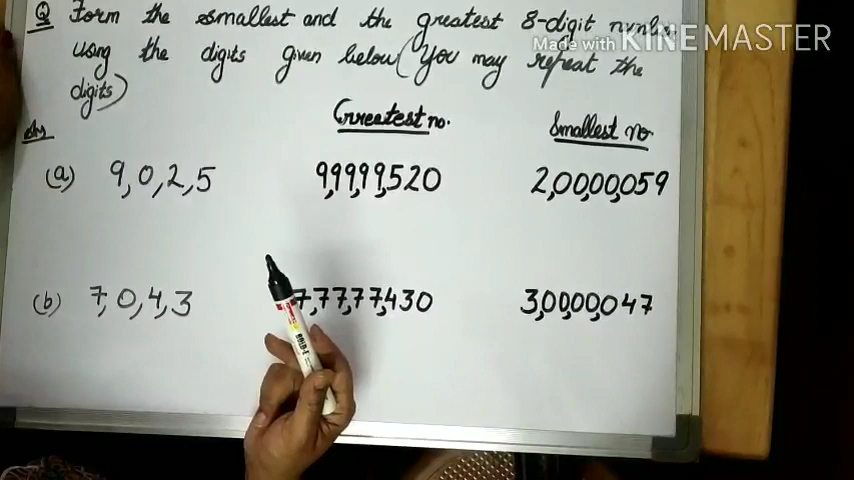 Q Form the smallest and the greatest 8-digit number
Made with KINEMASTER
using the digits given below (You may repeat the
digits)
Ans Greatest no. Smallest no.
(a) 9,0,2,5 9,99,99,520 2,00,00,059
(b) 7,0,4,3 7,77,77,430 3,00,00,047